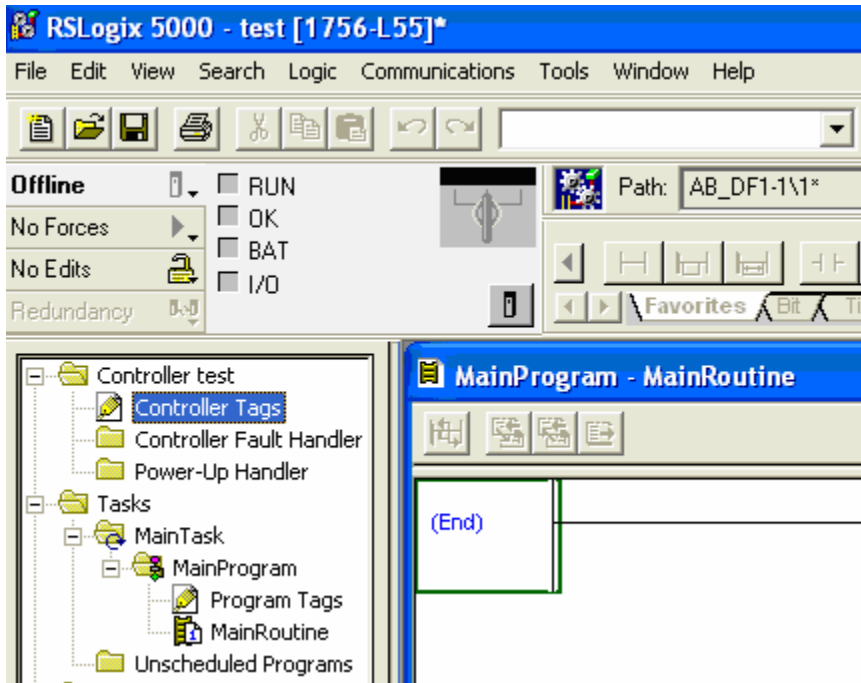 RSLogix 5000 - test [1756-L55]*
File Edit View Search Logic Communications Tools Window Help
Offline
RUN
Path: AB_DF1-1\1*
No Forces
OK
No Edits
BAT
I/O
Redundancy
Favorites Bit
Controller test
Controller Tags
Controller Fault Handler
Power-Up Handler
Tasks
MainTask
MainProgram
Program Tags
MainRoutine
Unscheduled Programs
MainProgram - MainRoutine
(End)